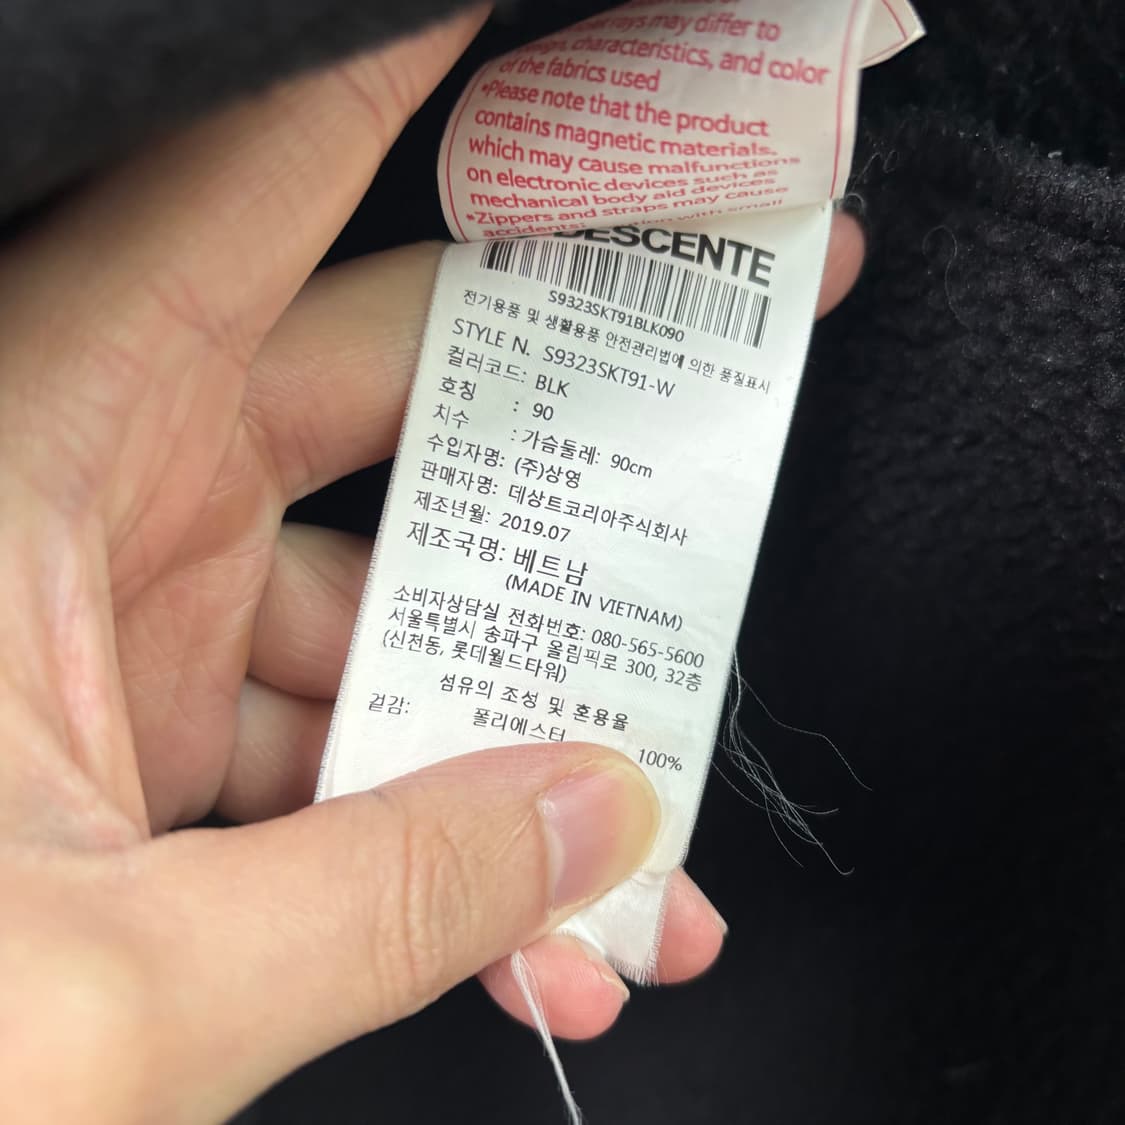 rays may differ to
characteristics, and color
of the fabrics used
*Please note that the product
contains magnetic materials.
which may cause malfunctions
on electronic devices such as
mechanical body aid devices
*Zippers and straps may cause
accidents: with small
DESCENTE
S9323SKT91BLK090
전기용품 및 생활용품 안전관리법에 의한 품질표시
STYLE N. S9323SKT91-W
컬러코드: BLK
호칭 : 90
치수 : 가슴둘레: 90cm
수입자명: (주)상영
판매자명: 데상트코리아주식회사
제조년월: 2019.07
제조국명: 베트남
(MADE IN VIETNAM)
소비자상담실 전화번호: 080-565-5600
서울특별시 송파구 올림픽로 300, 32층
(신천동, 롯데월드타워)
섬유의 조성 및 혼용율
겉감: 폴리에스터 100%